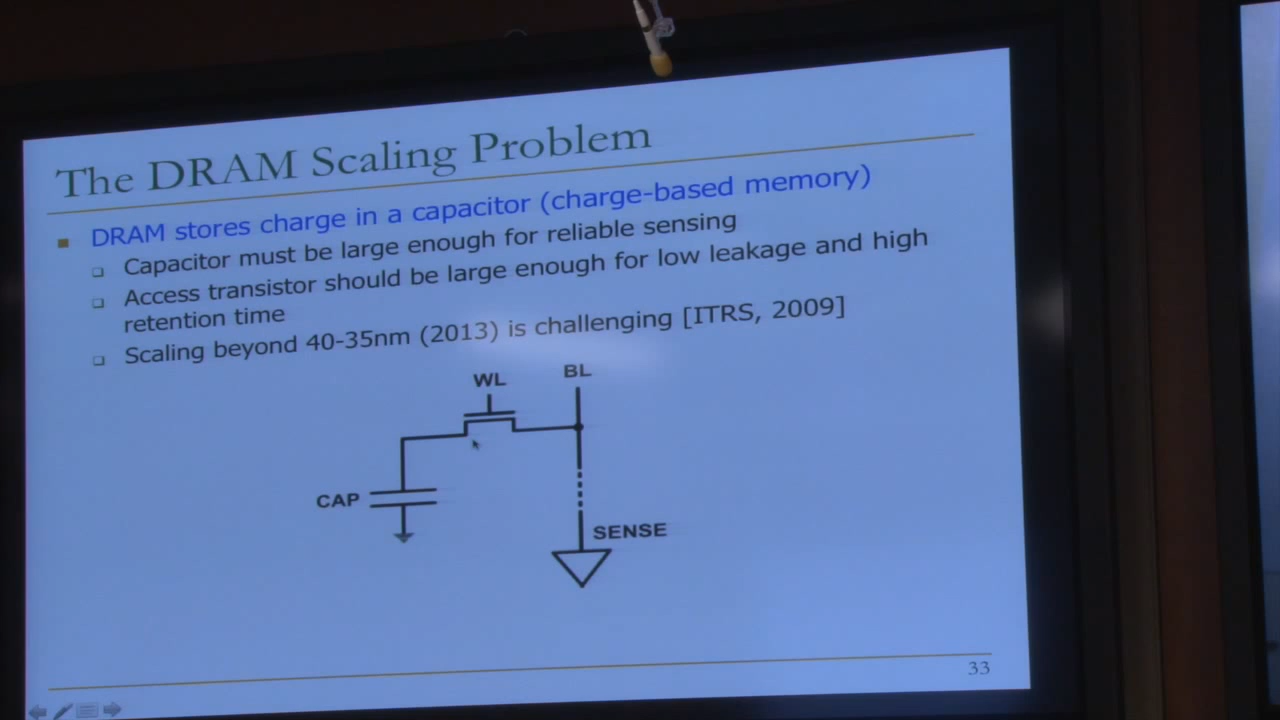 The DRAM Scaling Problem
DRAM stores charge in a capacitor (charge-based memory)
Capacitor must be large enough for reliable sensing
Access transistor should be large enough for low leakage and high
retention time
Scaling beyond 40-35nm (2013) is challenging [ITRS, 2009]
WL
BL
CAP
SENSE
33